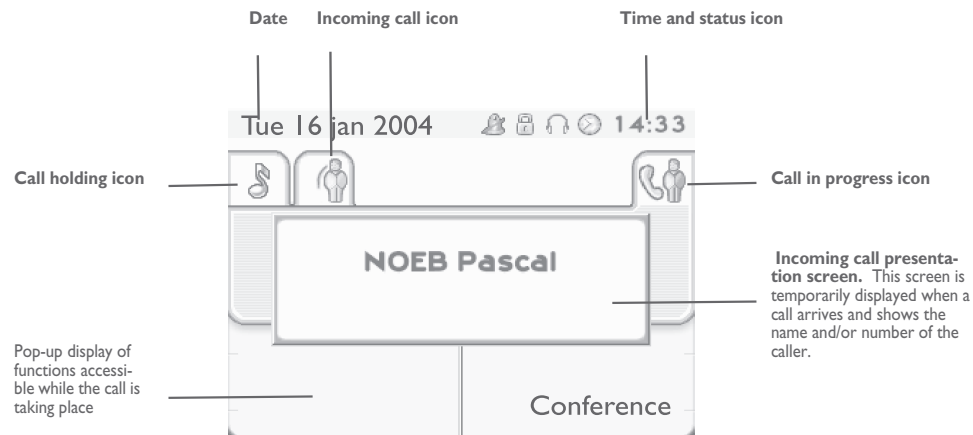 Date
Incoming call icon
Time and status icon
Tue 16 jan 2004
14:33
Call holding icon
Call in progress icon
NOEB Pascal
Incoming call presenta-
tion screen. This screen is
temporarily displayed when a
call arrives and shows the
name and/or number of the
caller.
Pop-up display of
functions accessi-
ble while the call is
taking place
Conference